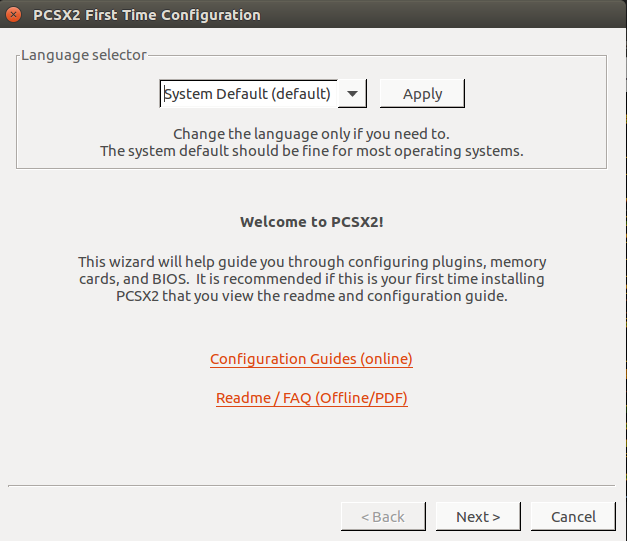 PCSX2 First Time Configuration
Language selector
System Default (default)
Apply
Change the language only if you need to.
The system default should be fine for most operating systems.
Welcome to PCSX2!
This wizard will help guide you through configuring plugins, memory
cards, and BIOS.  It is recommended if this is your first time installing
PCSX2 that you view the readme and configuration guide.
Configuration Guides (online)
Readme / FAQ (Offline/PDF)
< Back
Next >
Cancel